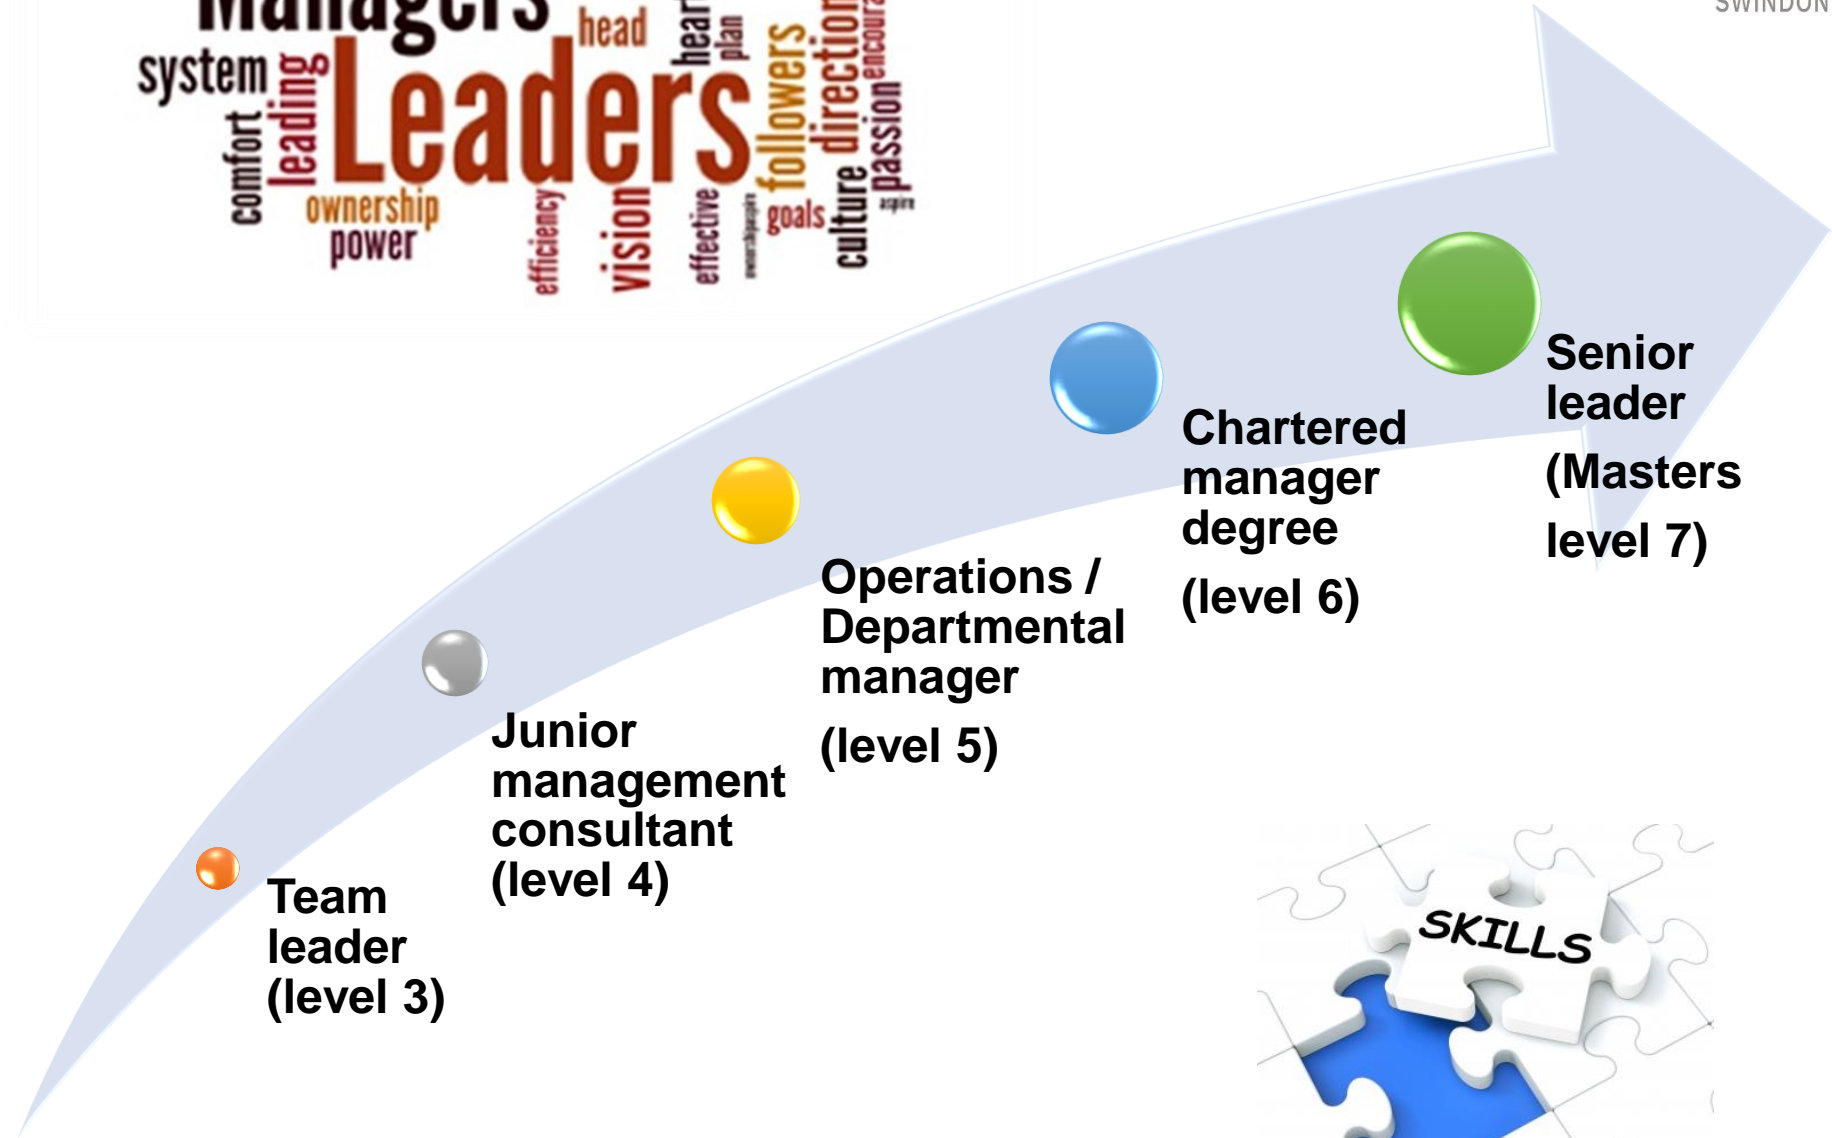 SWINDON
Managers
head
heart
plan
followers
direction
passion
system
leading
Leaders
comfort
ownership
power
efficiency
vision
effective
goals
culture
aspire
Senior
leader
(Masters
level 7)
Chartered
manager
degree
(level 6)
Operations /
Departmental
manager
(level 5)
Junior
management
consultant
(level 4)
Team
leader
(level 3)
SKILLS